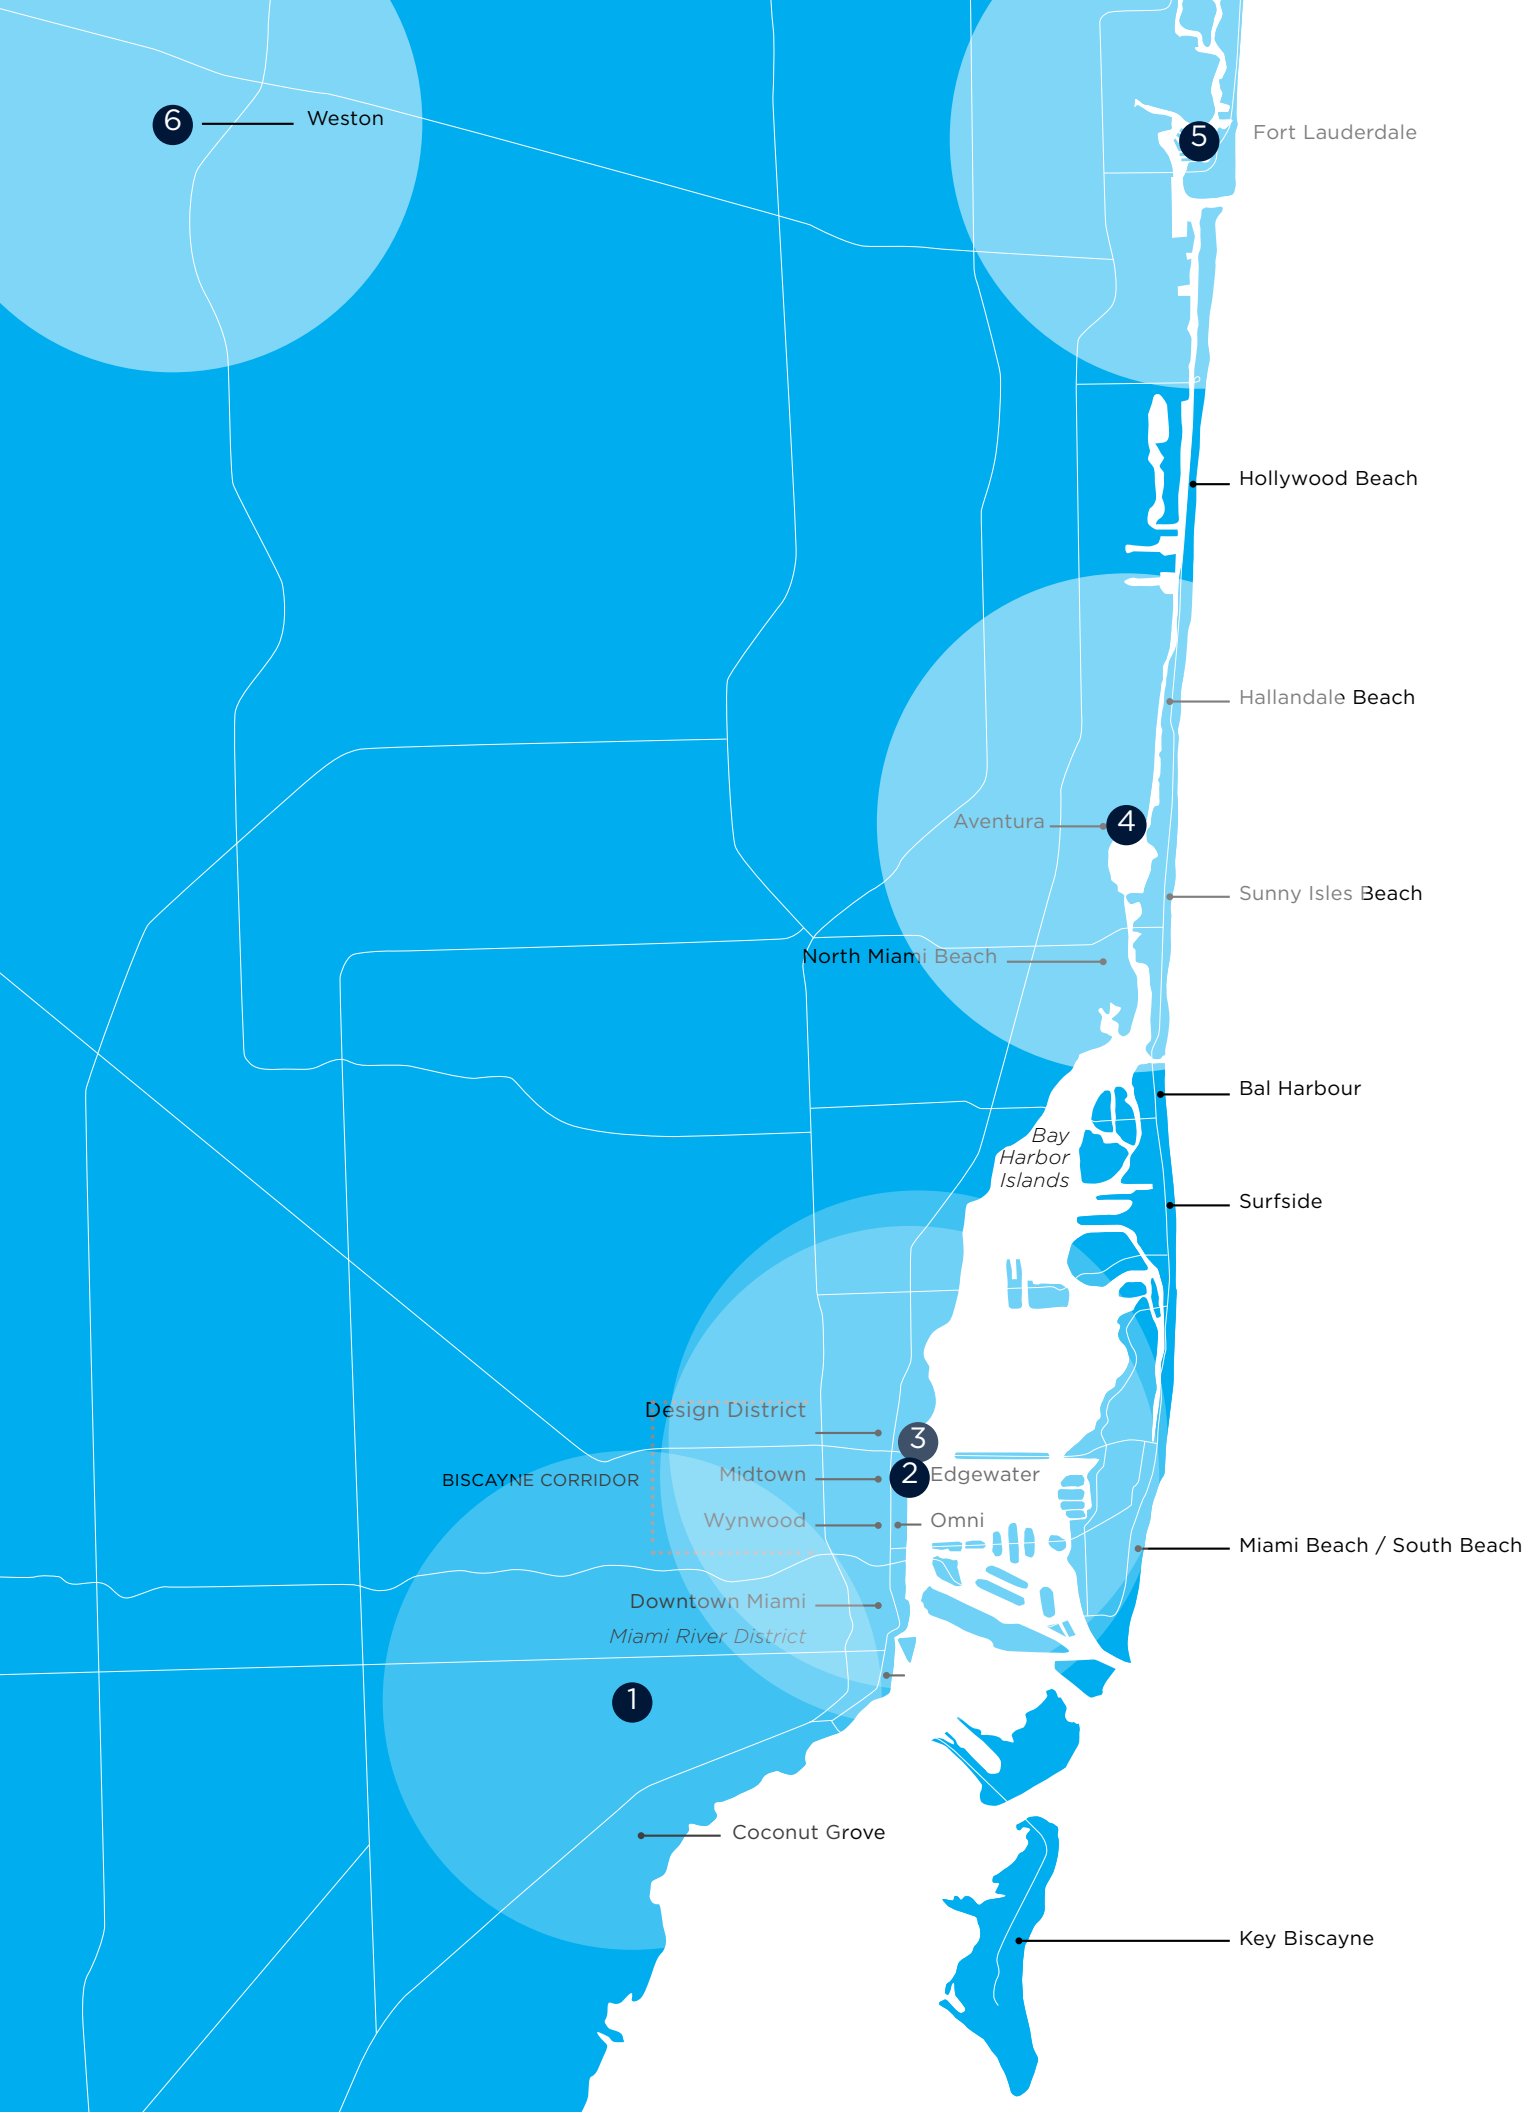 6
Weston
5
Fort Lauderdale
Hollywood Beach
Hallandale Beach
Aventura
4
Sunny Isles Beach
North Miami Beach
Bal Harbour
Bay
Harbor
Islands
Surfside
Design District
3
BISCAYNE CORRIDOR
Midtown
2
Edgewater
Wynwood
Omni
Miami Beach / South Beach
Downtown Miami
Miami River District
1
Coconut Grove
Key Biscayne